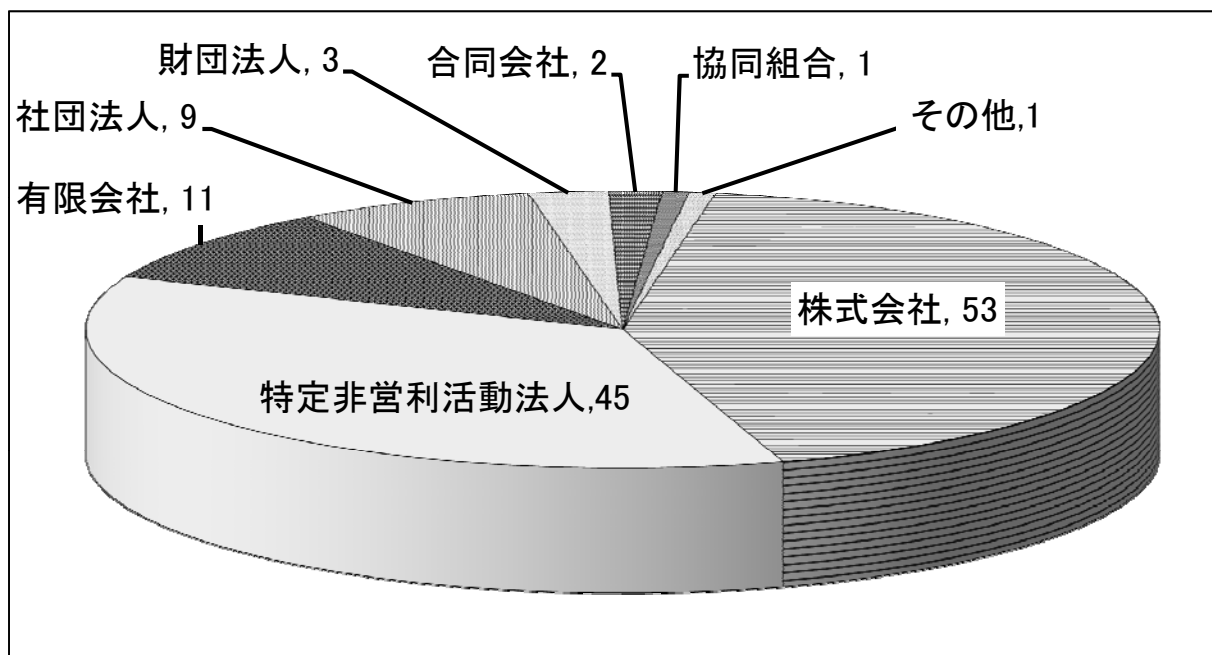 財団法人, 3
合同会社, 2
協同組合, 1
社団法人, 9
その他,1
有限会社, 11
株式会社, 53
特定非営利活動法人,45